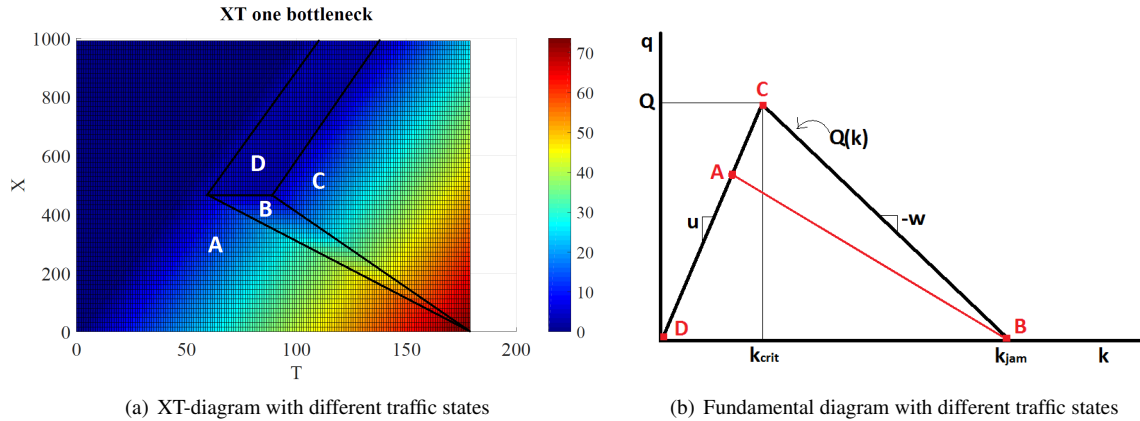 XT one bottleneck
1000
800
600
400
200
0
X
0
50
100
150
200
T
D
C
B
A
70
60
50
40
30
20
10
0
(a) XT-diagram with different traffic states
q
C
Q
Q(k)
A
u
-w
D
B
kcrit
kjam
k
(b) Fundamental diagram with different traffic states